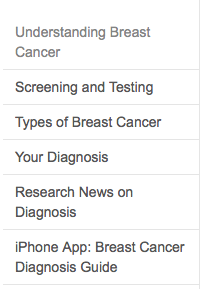 Understanding Breast
Cancer
Screening and Testing
Types of Breast Cancer
Your Diagnosis
Research News on
Diagnosis
iPhone App: Breast Cancer
Diagnosis Guide